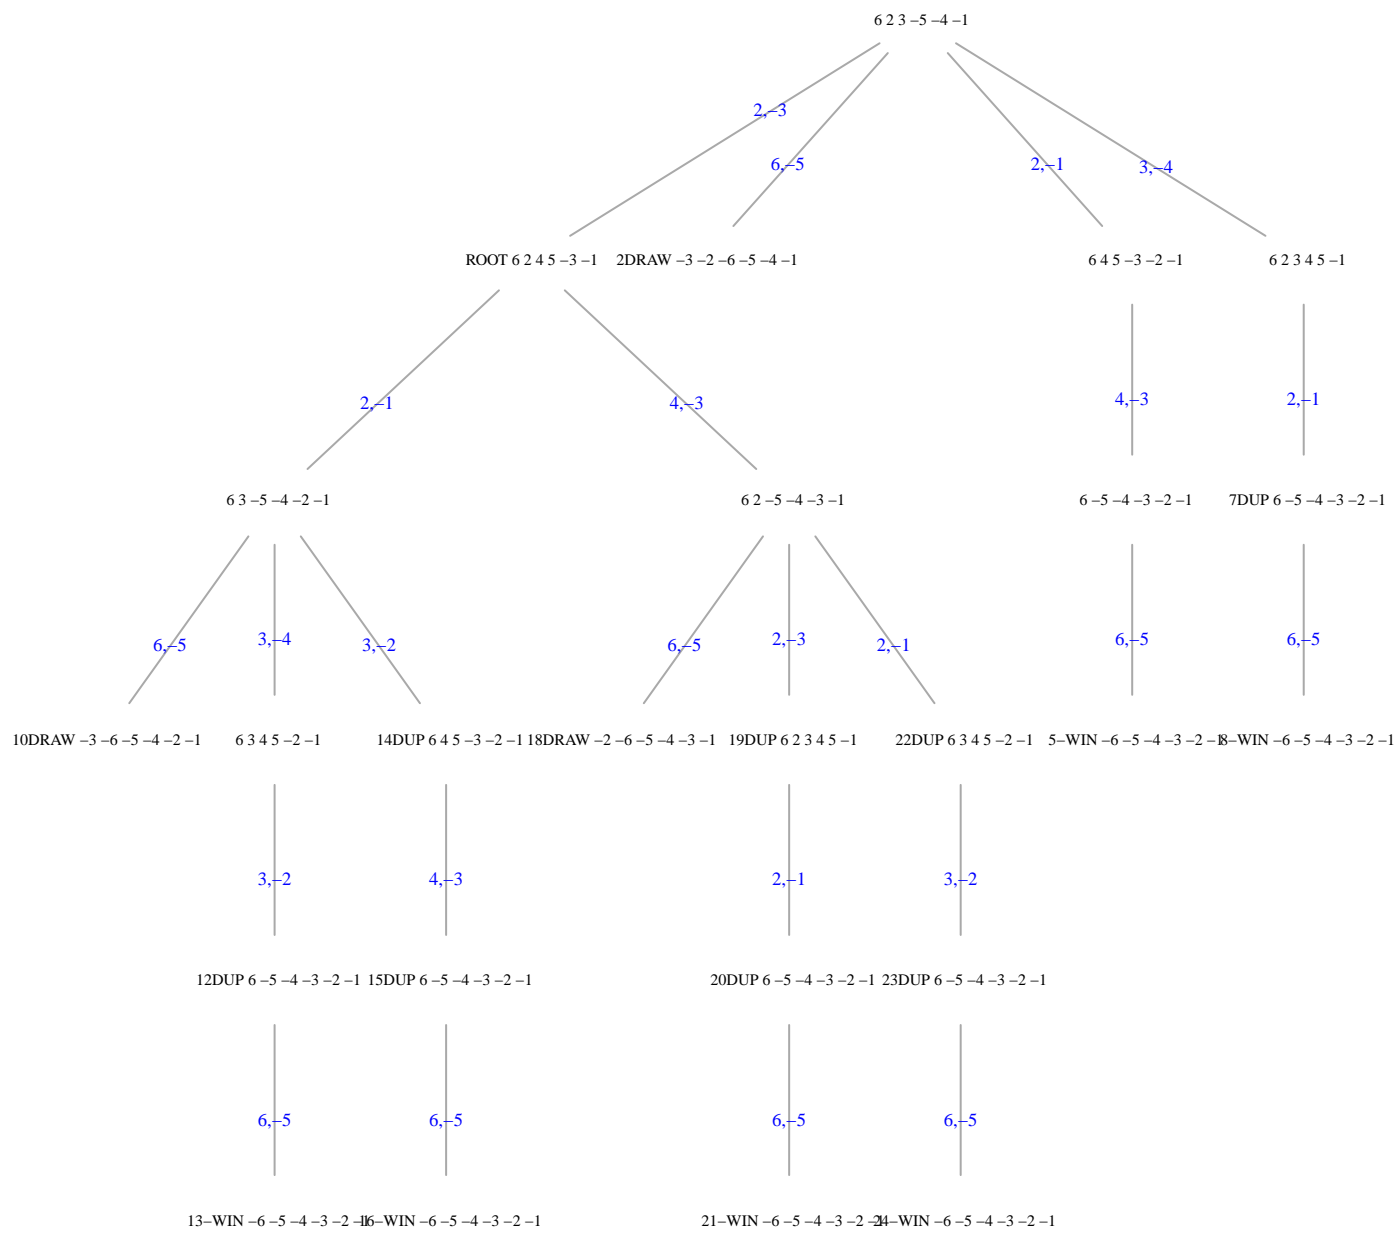 6 2 3 –5 –4 –1
2,–3
6,–5
2,–1
3,–4
ROOT 6 2 4 5 –3 –1
2DRAW –3 –2 –6 –5 –4 –1
6 4 5 –3 –2 –1
6 2 3 4 5 –1
2,–1
4,–3
4,–3
2,–1
6 3 –5 –4 –2 –1
6 2 –5 –4 –3 –1
6 –5 –4 –3 –2 –1
7DUP 6 –5 –4 –3 –2 –1
6,–5
3,–4
3,–2
6,–5
2,–3
2,–1
6,–5
6,–5
10DRAW –3 –6 –5 –4 –2 –1
6 3 4 5 –2 –1
14DUP 6 4 5 –3 –2 –1
18DRAW –2 –6 –5 –4 –3 –1
19DUP 6 2 3 4 5 –1
22DUP 6 3 4 5 –2 –1
5–WIN –6 –5 –4 –3 –2 –1
8–WIN –6 –5 –4 –3 –2 –1
3,–2
4,–3
2,–1
3,–2
12DUP 6 –5 –4 –3 –2 –1
15DUP 6 –5 –4 –3 –2 –1
20DUP 6 –5 –4 –3 –2 –1
23DUP 6 –5 –4 –3 –2 –1
6,–5
6,–5
6,–5
6,–5
13–WIN –6 –5 –4 –3 –2 –1
16–WIN –6 –5 –4 –3 –2 –1
21–WIN –6 –5 –4 –3 –2 –1
24–WIN –6 –5 –4 –3 –2 –1